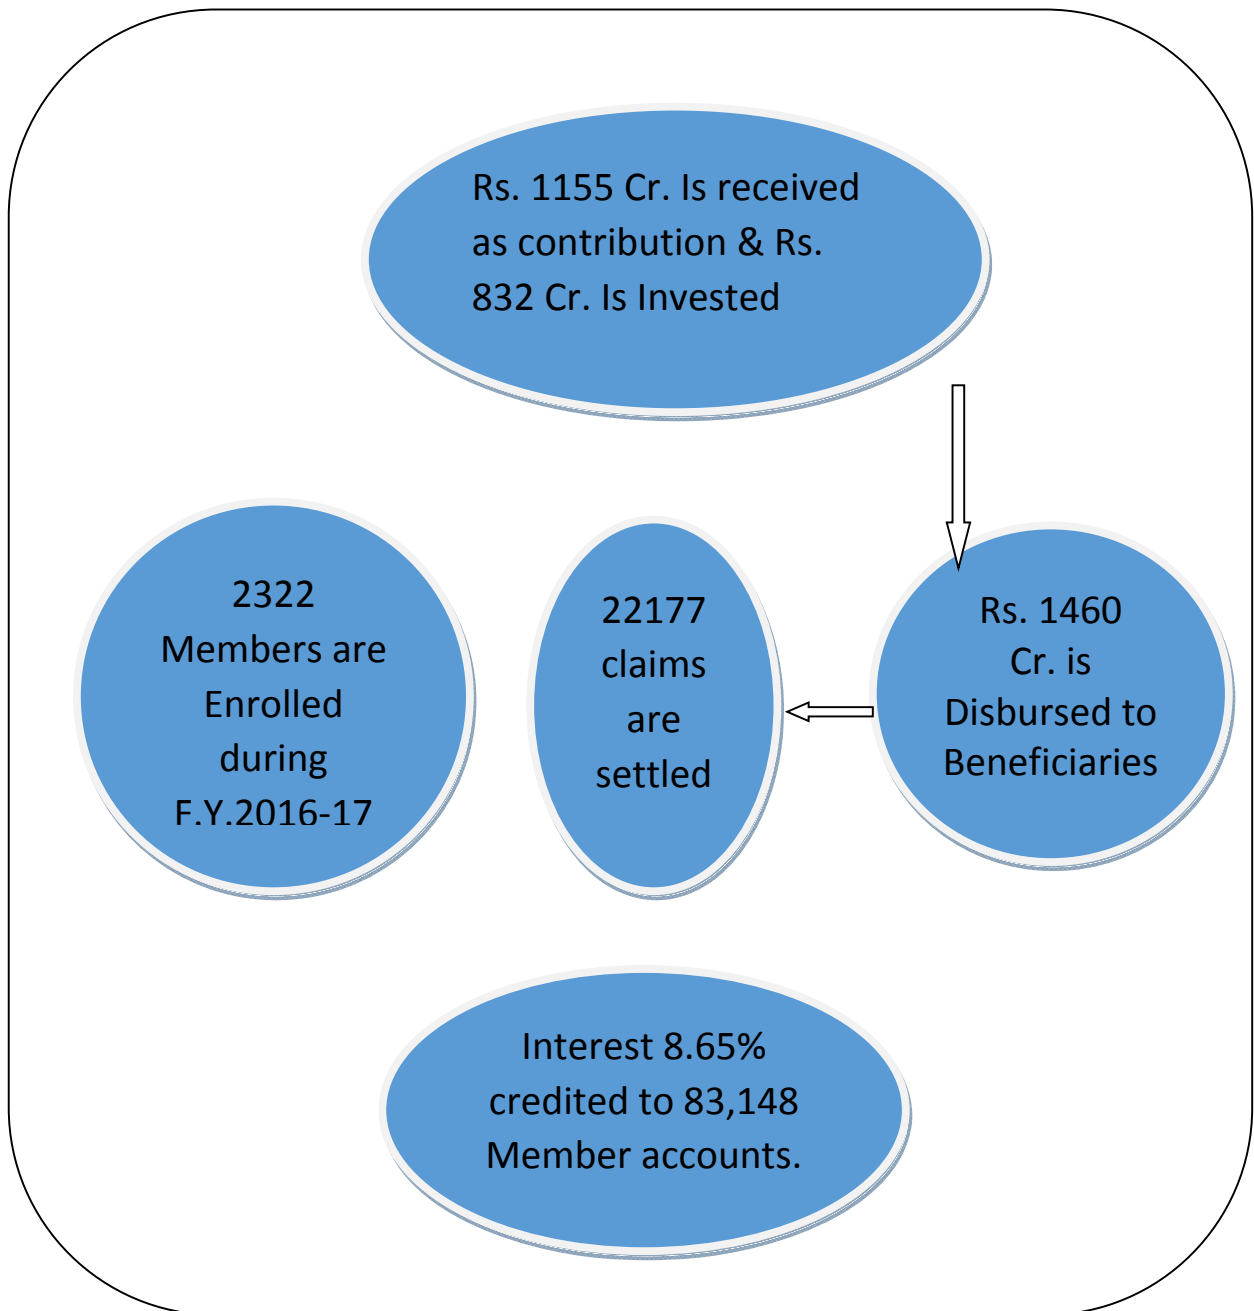 Rs. 1155 Cr. Is received
as contribution & Rs.
832 Cr. Is Invested
2322
Members are
Enrolled
during
F.Y.2016-17
22177
claims
are
settled
Rs. 1460
Cr. is
Disbursed to
Beneficiaries
Interest 8.65%
credited to 83,148
Member accounts.